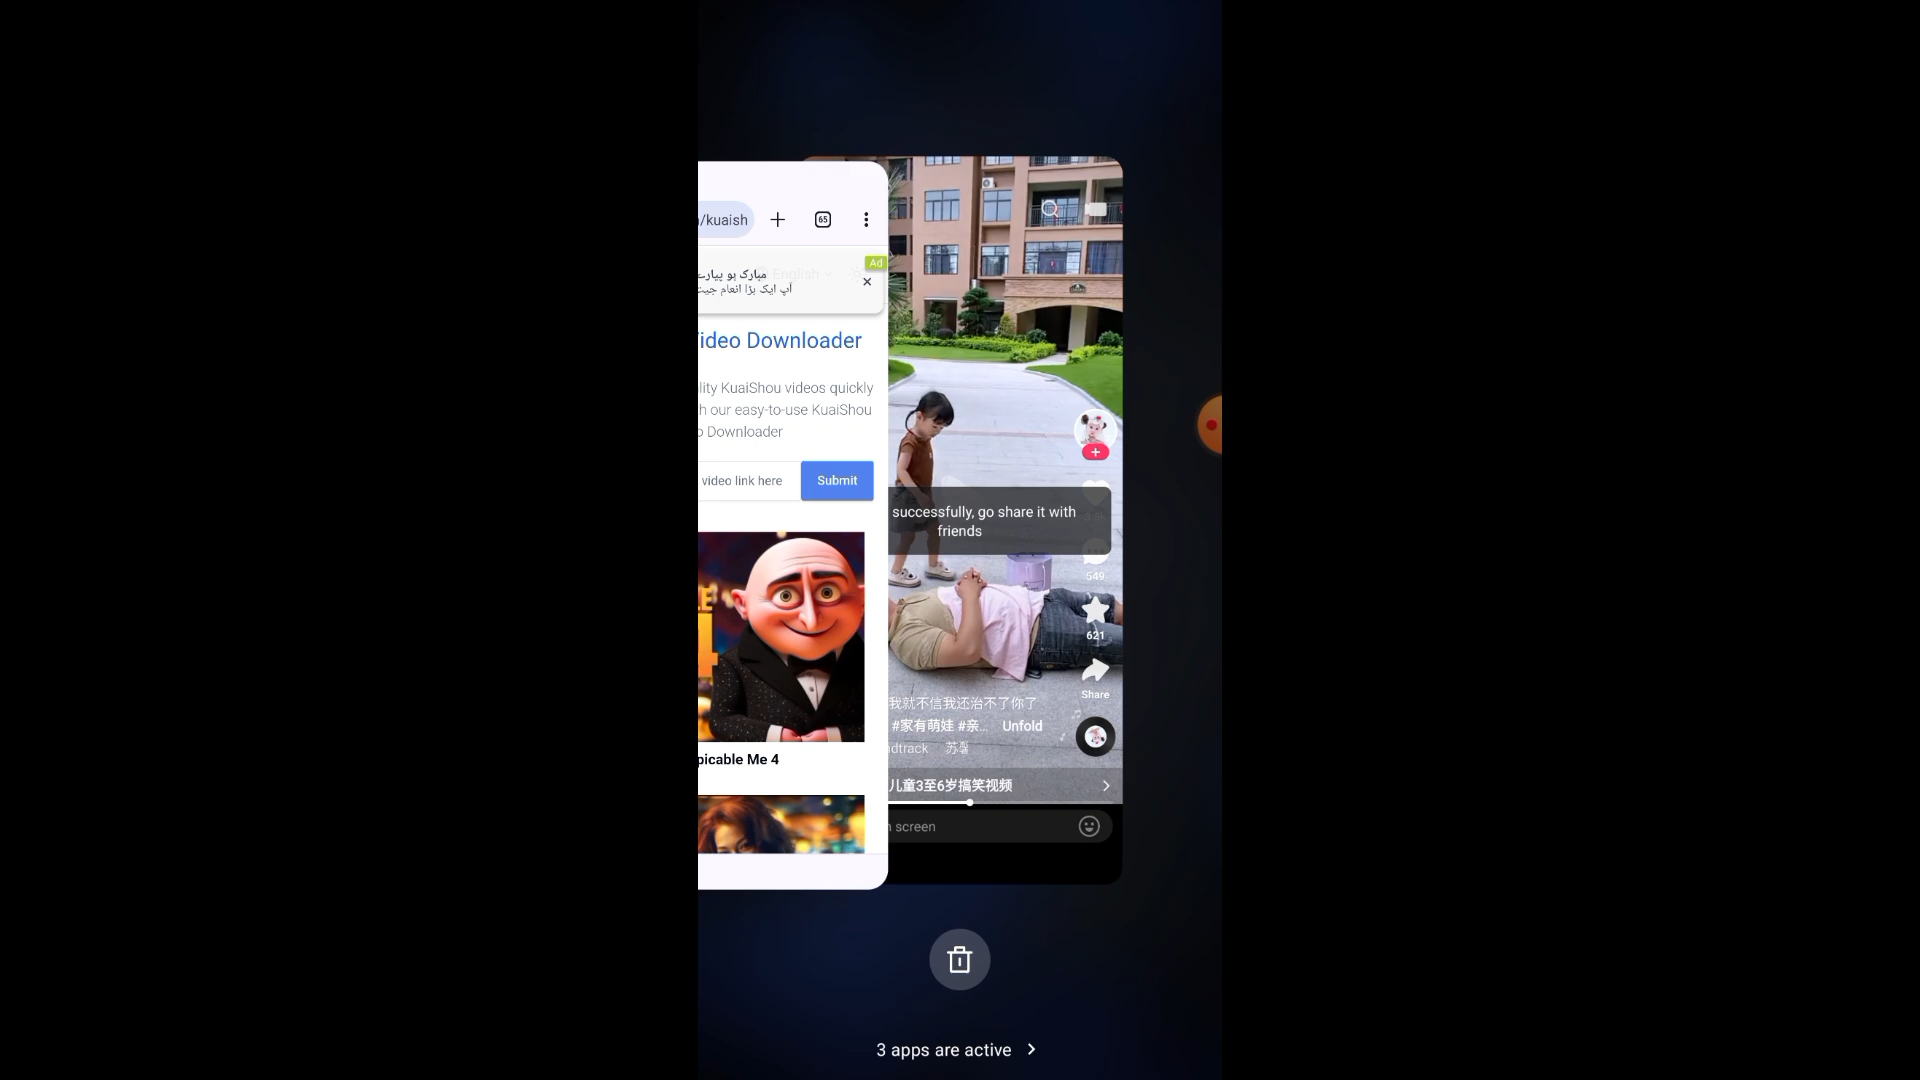 /kuaish
65
Ad
English
مبارک ہو پیارے
آپ ایک بڑا انعام جیت
ideo Downloader
lity KuaiShou videos quickly
h our easy-to-use KuaiShou
o Downloader
video link here
Submit
picable Me 4
successfully, go share it with
friends
549
621
Share
我就不信我还治不了你了
#家有萌娃 #亲... Unfold
ndtrack 苏馨
儿童3至6岁搞笑视频
n screen
3 apps are active